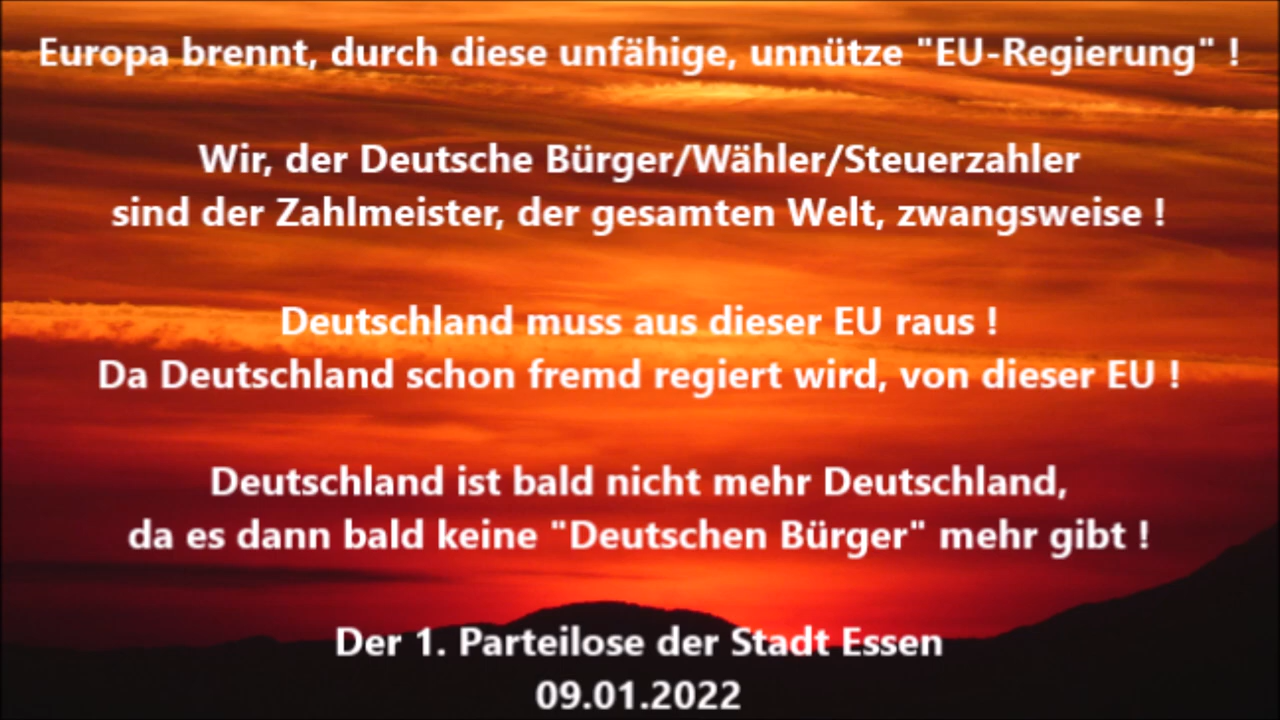 Europa brennt, durch diese unfähige, unnütze "EU-Regierung" !
Wir, der Deutsche Bürger/Wähler/Steuerzahler
sind der Zahlmeister, der gesamten Welt, zwangsweise !
Deutschland muss aus dieser EU raus !
Da Deutschland schon fremd regiert wird, von dieser EU !
Deutschland ist bald nicht mehr Deutschland,
da es dann bald keine "Deutschen Bürger" mehr gibt !
Der 1. Parteilose der Stadt Essen
09.01.2022